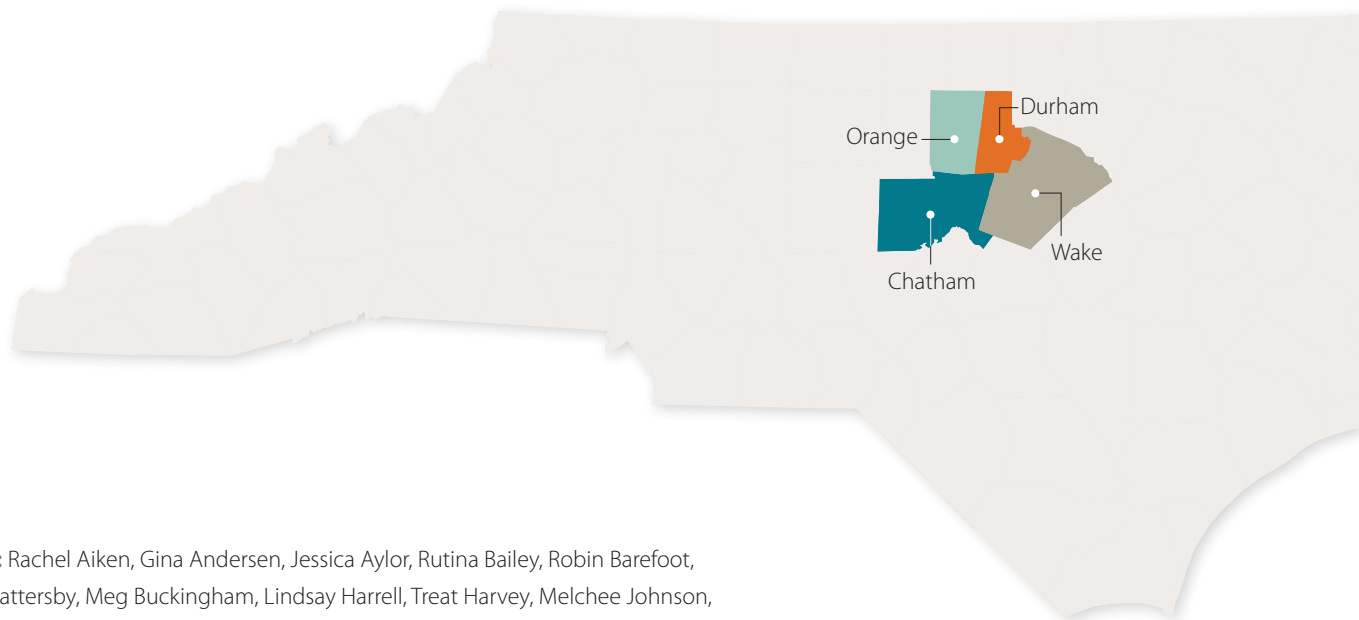 Durham
Orange
Wake
Chatham
: Rachel Aiken, Gina Andersen, Jessica Aylor, Rutina Bailey, Robin Barefoot,
attersby, Meg Buckingham, Lindsay Harrell, Treat Harvey, Melchee Johnson,